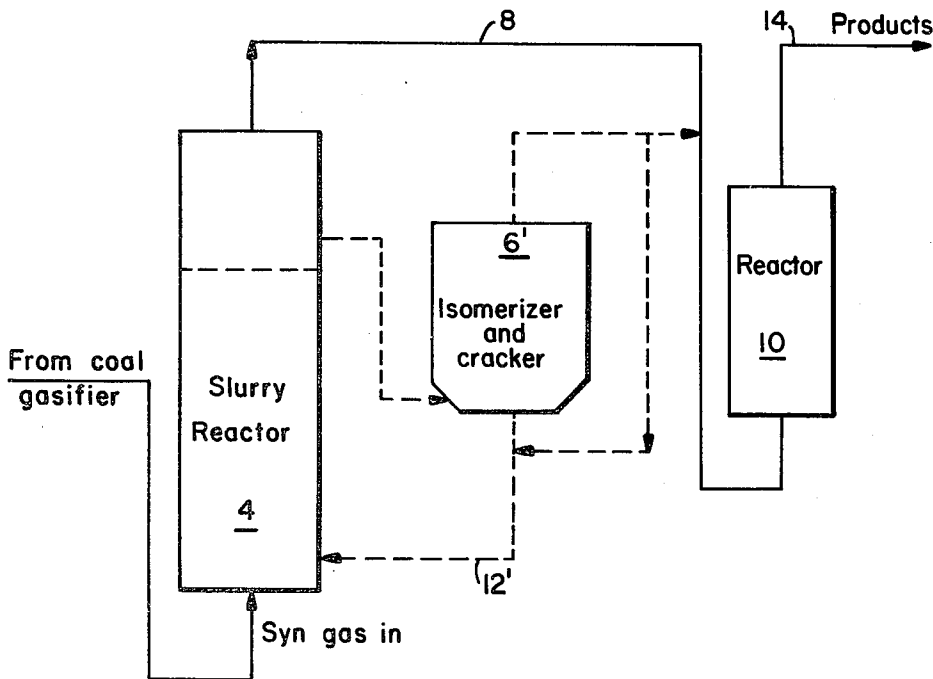 8
14
Products
6'
Isomerizer
and
cracker
Reactor
10
From coal
gasifier
Slurry
Reactor
4
12'
Syn gas in